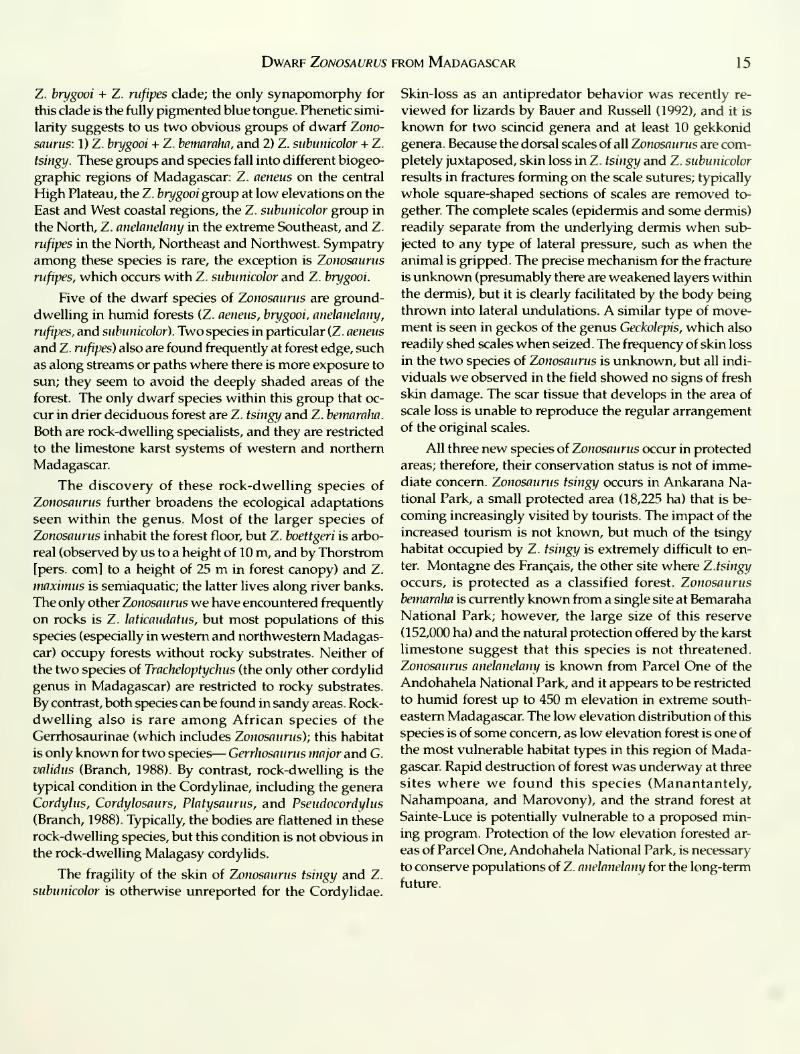 DWARF ZONOSAURUS FROM MADAGASCAR 15
Z. brygooi + Z. rufipes clade; the only synapomorphy for
this clade is the fully pigmented blue tongue. Phenetic simi-
larity suggests to us two obvious groups of dwarf Zono-
saurus: 1) Z. brygooi + Z. bemaraha, and 2) Z. subunicolor + Z.
tsingy. These groups and species fall into different biogeo-
graphic regions of Madagascar: Z. aeneus on the central
High Plateau, the Z. brygooi group at low elevations on the
East and West coastal regions, the Z. subunicolor group in
the North, Z. anelanelany in the extreme Southeast, and Z.
rufipes in the North, Northeast and Northwest. Sympatry
among these species is rare, the exception is Zonosaurus
rufipes, which occurs with Z. subunicolor and Z. brygooi.
Five of the dwarf species of Zonosaurus are ground-
dwelling in humid forests (Z. aeneus, brygooi, anelanelany,
rufipes, and subunicolor). Two species in particular (Z. aeneus
and Z. rufipes) also are found frequently at forest edge, such
as along streams or paths where there is more exposure to
sun; they seem to avoid the deeply shaded areas of the
forest. The only dwarf species within this group that oc-
cur in drier deciduous forest are Z. tsingy and Z. bemaraha.
Both are rock-dwelling specialists, and they are restricted
to the limestone karst systems of western and northern
Madagascar.
The discovery of these rock-dwelling species of
Zonosaurus further broadens the ecological adaptations
seen within the genus. Most of the larger species of
Zonosaurus inhabit the forest floor, but Z. boettgeri is arbo-
real (observed by us to a height of 10 m, and by Thorstrom
[pers. com] to a height of 25 m in forest canopy) and Z.
maximus is semiaquatic; the latter lives along river banks.
The only other Zonosaurus we have encountered frequently
on rocks is Z. laticaudatus, but most populations of this
species (especially in western and northwestern Madagas-
car) occupy forests without rocky substrates. Neither of
the two species of Tracheloptychus (the only other cordylid
genus in Madagascar) are restricted to rocky substrates.
By contrast, both species can be found in sandy areas. Rock-
dwelling also is rare among African species of the
Gerrhosaurinae (which includes Zonosaurus); this habitat
is only known for two species— Gerrhosaurus major and G.
validus (Branch, 1988). By contrast, rock-dwelling is the
typical condition in the Cordylinae, including the genera
Cordylus, Cordylosaurs, Platysaurus, and Pseudocordylus
(Branch, 1988). Typically, the bodies are flattened in these
rock-dwelling species, but this condition is not obvious in
the rock-dwelling Malagasy cordylids.
The fragility of the skin of Zonosaurus tsingy and Z.
subunicolor is otherwise unreported for the Cordylidae.
Skin-loss as an antipredator behavior was recently re-
viewed for lizards by Bauer and Russell (1992), and it is
known for two scincid genera and at least 10 gekkonid
genera. Because the dorsal scales of all Zonosaurus are com-
pletely juxtaposed, skin loss in Z. tsingy and Z. subunicolor
results in fractures forming on the scale sutures; typically
whole square-shaped sections of scales are removed to-
gether. The complete scales (epidermis and some dermis)
readily separate from the underlying dermis when sub-
jected to any type of lateral pressure, such as when the
animal is gripped. The precise mechanism for the fracture
is unknown (presumably there are weakened layers within
the dermis), but it is clearly facilitated by the body being
thrown into lateral undulations. A similar type of move-
ment is seen in geckos of the genus Geckolepis, which also
readily shed scales when seized. The frequency of skin loss
in the two species of Zonosaurus is unknown, but all indi-
viduals we observed in the field showed no signs of fresh
skin damage. The scar tissue that develops in the area of
scale loss is unable to reproduce the regular arrangement
of the original scales.
All three new species of Zonosaurus occur in protected
areas; therefore, their conservation status is not of imme-
diate concern. Zonosaurus tsingy occurs in Ankarana Na-
tional Park, a small protected area (18,225 ha) that is be-
coming increasingly visited by tourists. The impact of the
increased tourism is not known, but much of the tsingy
habitat occupied by Z. tsingy is extremely difficult to en-
ter. Montagne des Français, the other site where Z.tsingy
occurs, is protected as a classified forest. Zonosaurus
bemaraha is currently known from a single site at Bemaraha
National Park; however, the large size of this reserve
(152,000 ha) and the natural protection offered by the karst
limestone suggest that this species is not threatened.
Zonosaurus anelanelany is known from Parcel One of the
Andohahela National Park, and it appears to be restricted
to humid forest up to 450 m elevation in extreme south-
eastern Madagascar. The low elevation distribution of this
species is of some concern, as low elevation forest is one of
the most vulnerable habitat types in this region of Mada-
gascar. Rapid destruction of forest was underway at three
sites where we found this species (Manantantely,
Nahampoana, and Marovony), and the strand forest at
Sainte-Luce is potentially vulnerable to a proposed min-
ing program. Protection of the low elevation forested ar-
eas of Parcel One, Andohahela National Park, is necessary
to conserve populations of Z. anelanelany for the long-term
future.